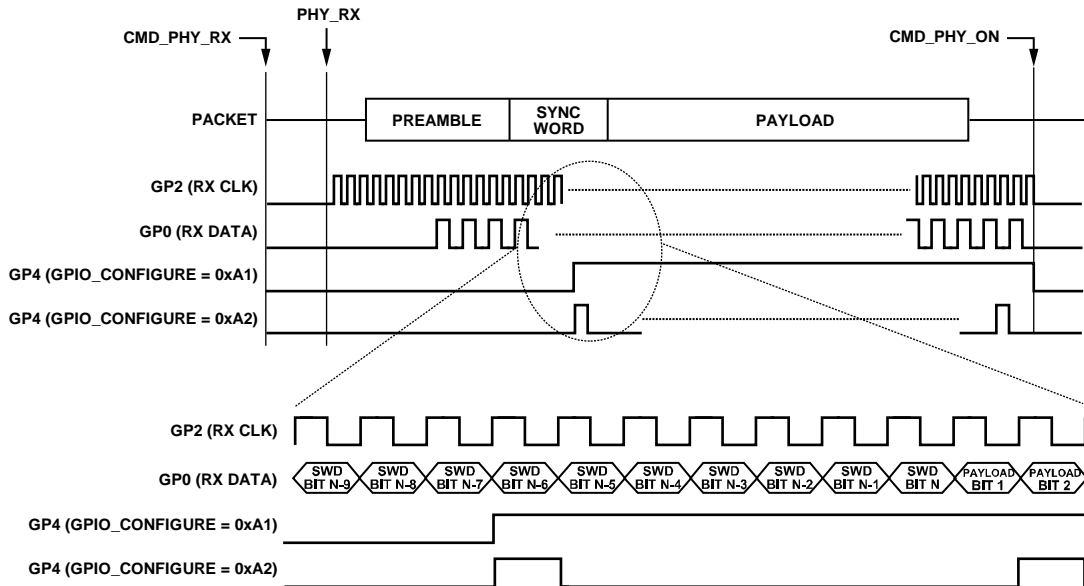 PHY_RX
CMD_PHY_RX
CMD_PHY_ON
PACKET
PREAMBLE
SYNC
WORD
PAYLOAD
GP2 (RX CLK)
GP0 (RX DATA)
GP4 (GPIO_CONFIGURE = 0xA1)
GP4 (GPIO_CONFIGURE = 0xA2)
GP2 (RX CLK)
GP0 (RX DATA)
SWD
BIT N-9
SWD
BIT N-8
SWD
BIT N-7
SWD
BIT N-6
SWD
BIT N-5
SWD
BIT N-4
SWD
BIT N-3
SWD
BIT N-2
SWD
BIT N-1
SWD
BIT N
PAYLOAD
BIT 1
PAYLOAD
BIT 2
GP4 (GPIO_CONFIGURE = 0xA1)
GP4 (GPIO_CONFIGURE = 0xA2)